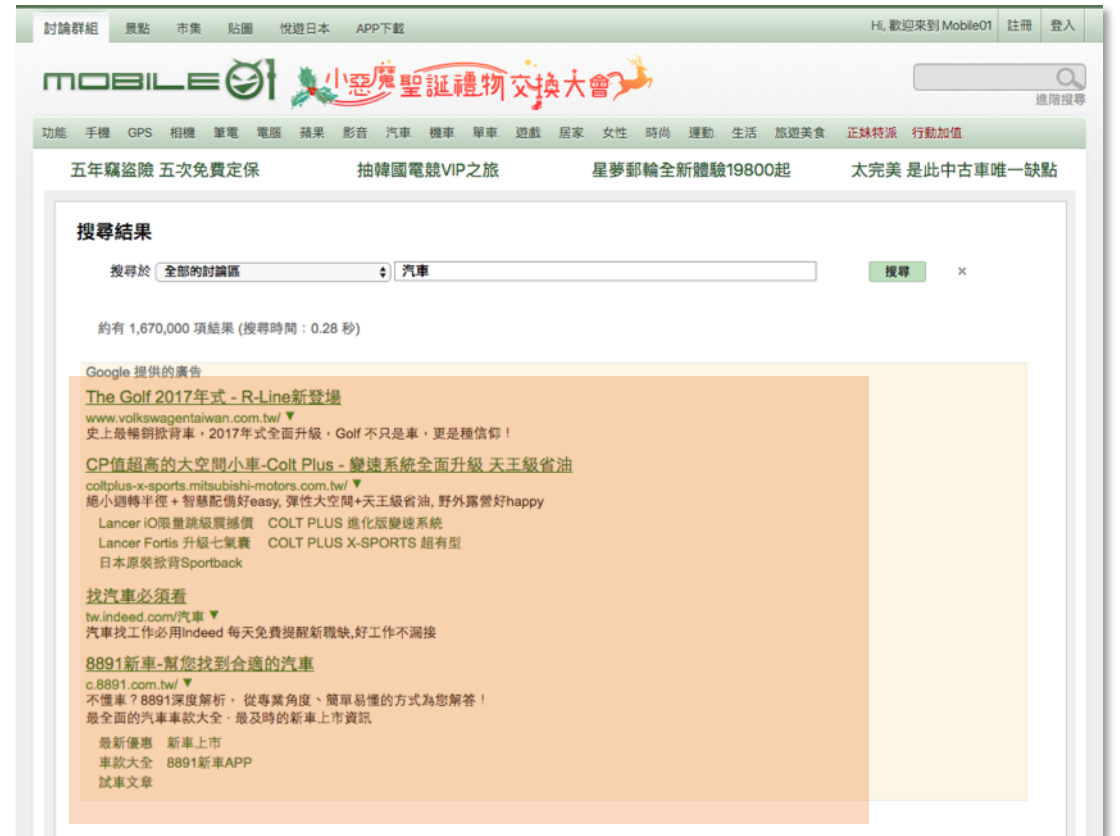 討論群組 景點 市集 貼圖 悅遊日本 APP下載 Hi, 歡迎來到 Mobile01 註冊 登入
MOBILE01 小惡魔聖誕禮物交換大會
進階搜尋
功能 手機 GPS 相機 筆電 電腦 蘋果 影音 汽車 機車 單車 遊戲 居家 女性 時尚 運動 生活 旅遊美食 正妹特派 行動加值
五年竊盜險 五次免費定保 抽韓國電競VIP之旅 星夢郵輪全新體驗19800起 太完美 是此中古車唯一缺點
搜尋結果
搜尋於 全部的討論區 汽車 搜尋 ×
約有 1,670,000 項結果 (搜尋時間：0.28 秒)
Google 提供的廣告
The Golf 2017年式 - R-Line新登場
www.volkswagentaiwan.com.tw/ ▼
史上最暢銷掀背車，2017年式全面升級，Golf 不只是車，更是種信仰！
CP值超高的大空間小車-Colt Plus - 變速系統全面升級 天王級省油
coltplus-x-sports.mitsubishi-motors.com.tw/ ▼
絕小迴轉半徑 + 智慧配備好easy, 彈性大空間+天王級省油, 野外露營好happy
Lancer iO限量跳級震撼價 COLT PLUS 進化版變速系統
Lancer Fortis 升級七氣囊 COLT PLUS X-SPORTS 超有型
日本原裝掀背Sportback
找汽車必須看
tw.indeed.com/汽車 ▼
汽車找工作必用Indeed 每天免費提醒新職缺,好工作不漏接
8891新車-幫您找到合適的汽車
c.8891.com.tw/ ▼
不懂車？8891深度解析， 從專業角度、簡單易懂的方式為您解答！
最全面的汽車車款大全 · 最及時的新車上市資訊
最新優惠 新車上市
車款大全 8891新車APP
試車文章